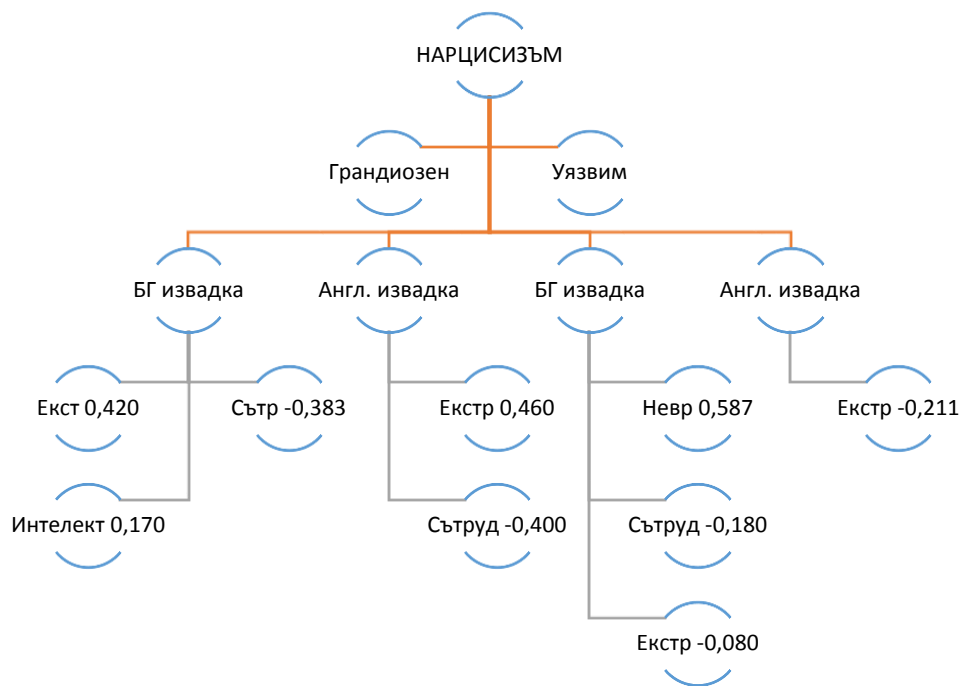 НАРЦИСИЗЪМ
Грандиозен
Уязвим
БГ извадка
Англ. извадка
БГ извадка
Англ. извадка
Екст 0,420
Сътр -0,383
Екстр 0,460
Невр 0,587
Екстр -0,211
Интелект 0,170
Сътруд -0,400
Сътруд -0,180
Екстр -0,080